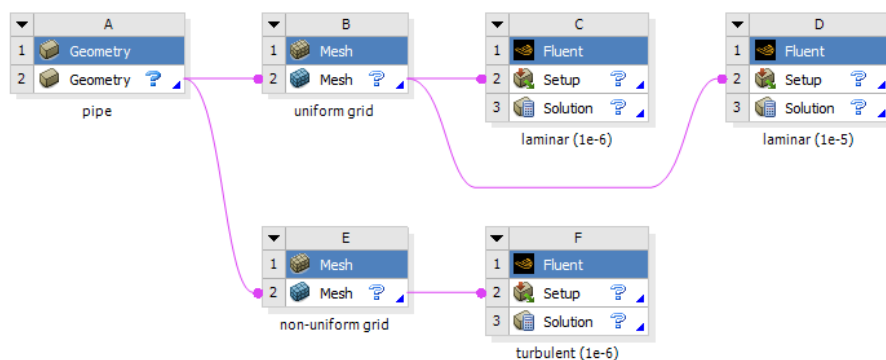 A
1 Geometry
2 Geometry ?
pipe
B
1 Mesh
2 Mesh ?
uniform grid
C
1 Fluent
2 Setup ?
3 Solution ?
laminar (1e-6)
D
1 Fluent
2 Setup ?
3 Solution ?
laminar (1e-5)
E
1 Mesh
2 Mesh ?
non-uniform grid
F
1 Fluent
2 Setup ?
3 Solution ?
turbulent (1e-6)